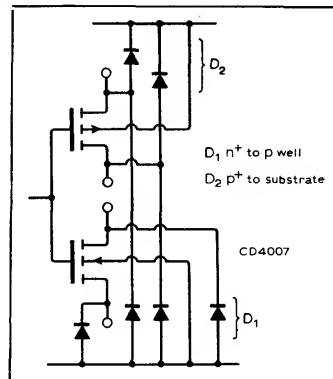 D₂
D₁ n⁺ to p well
D₂ p⁺ to substrate
CD4007
D₁